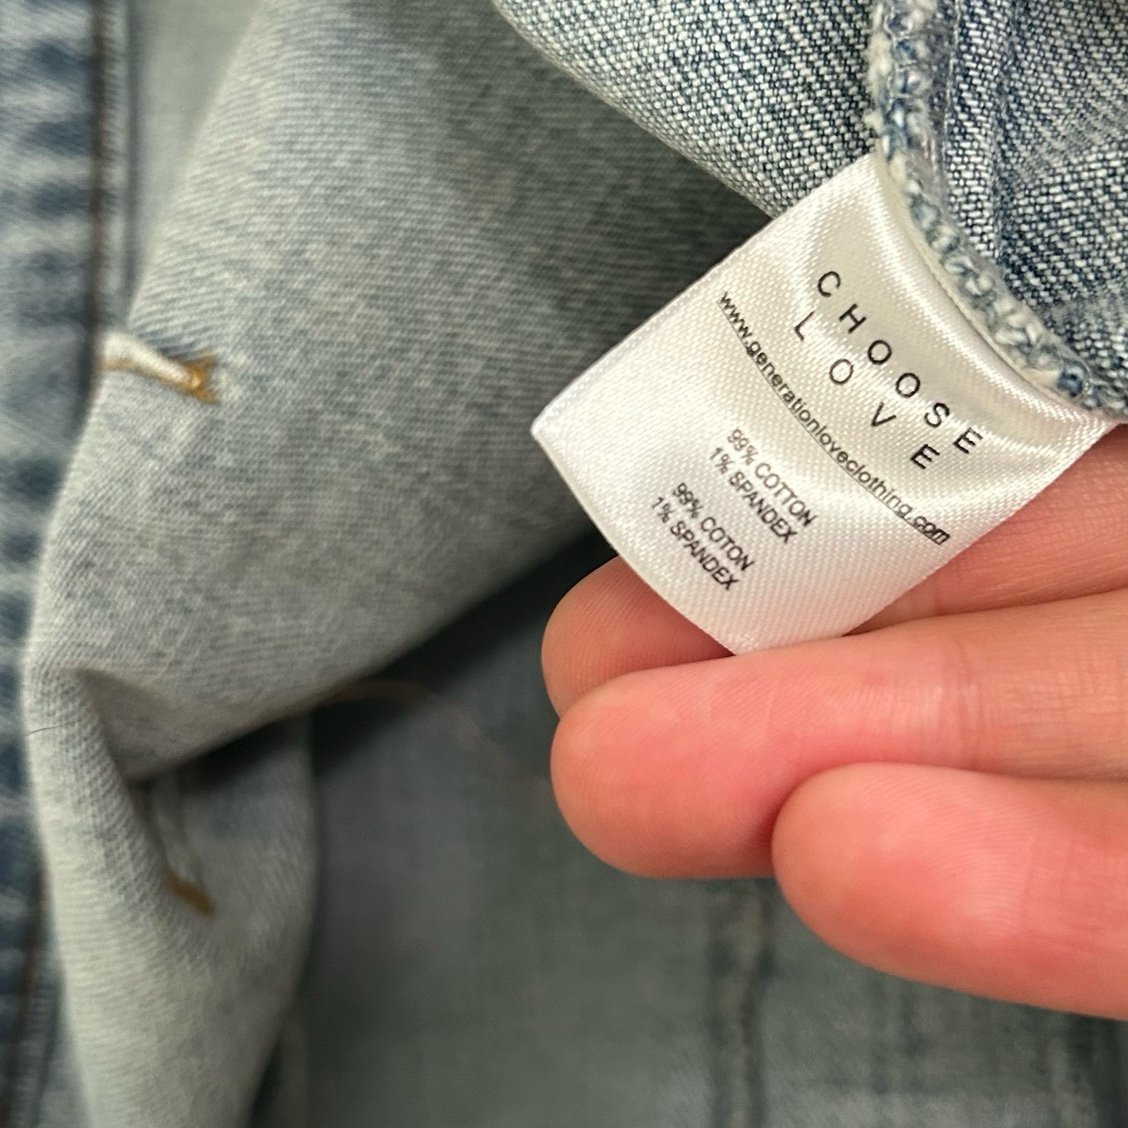 CHOOSE
LOVE
www.generationloveclothing.com
99% COTTON
1% SPANDEX
99% COTON
1% SPANDEX